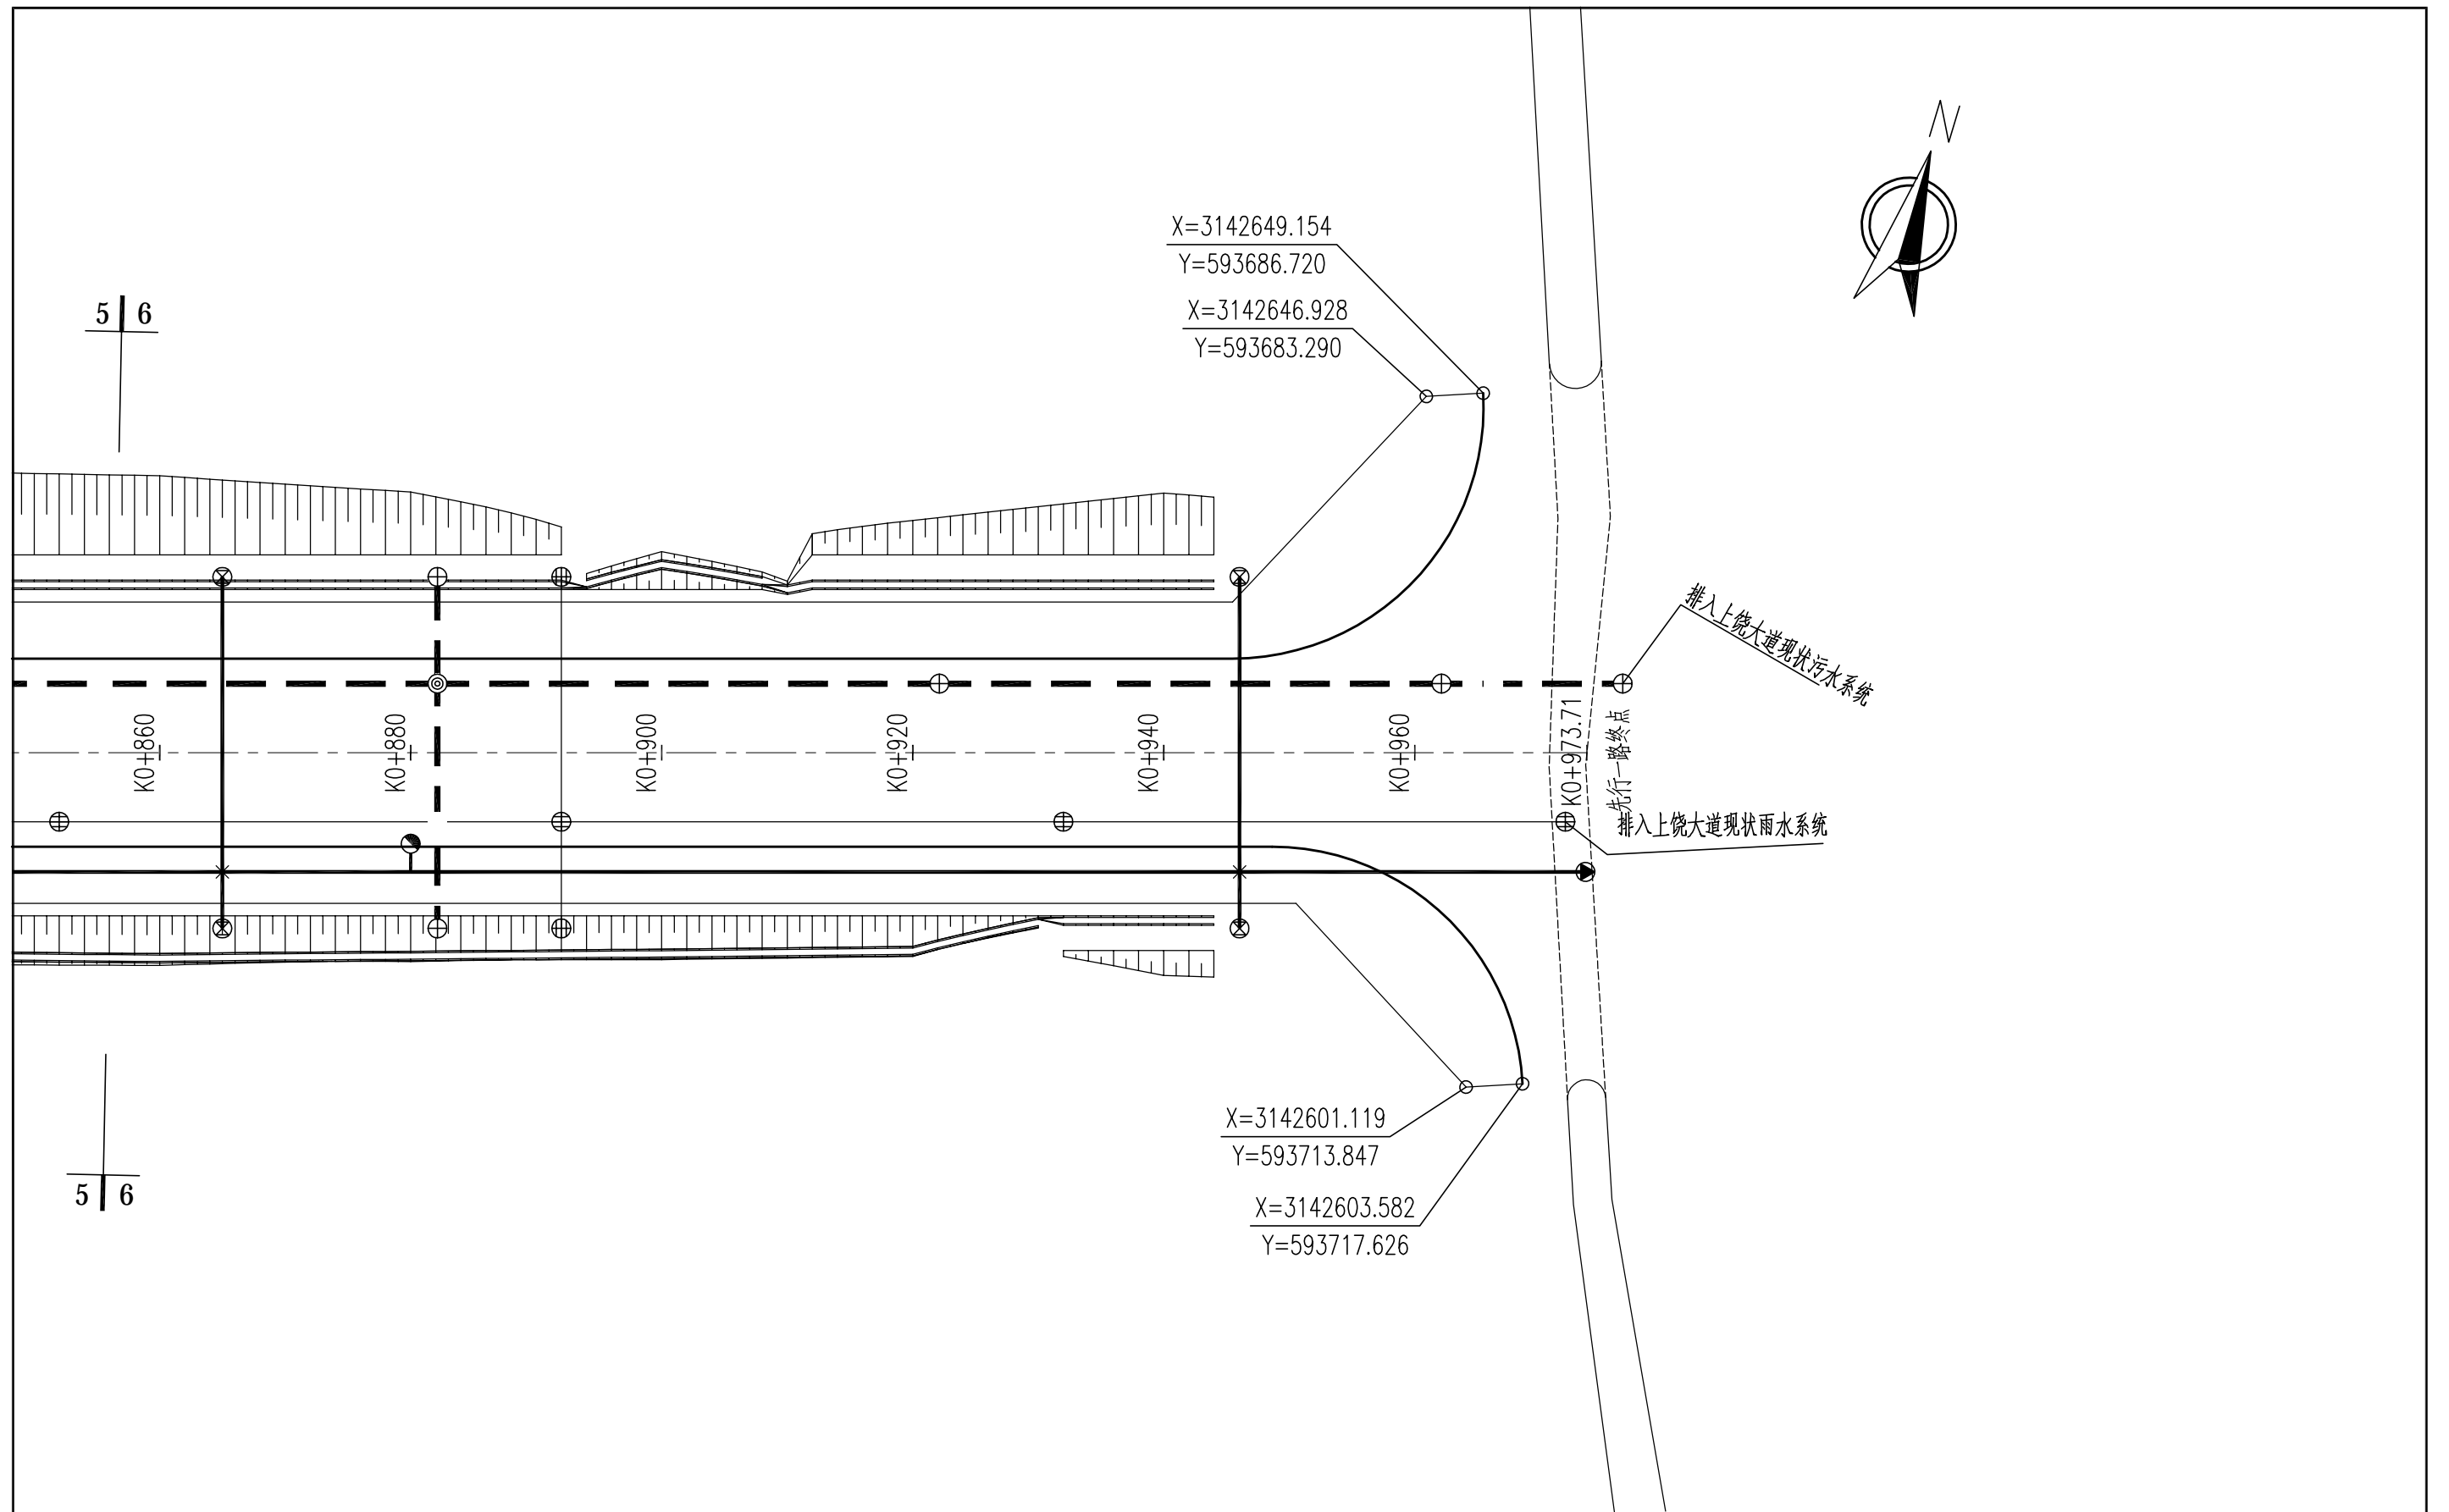 N
X=3142649.154
Y=593686.720
X=3142646.928
Y=593683.290
5 6
排入上饶大道现状污水系统
K0+860
K0+880
K0+900
K0+920
K0+940
K0+960
K0+973.71
先行一路终点
排入上饶大道现状雨水系统
X=3142601.119
Y=593713.847
5 6
X=3142603.582
Y=593717.626